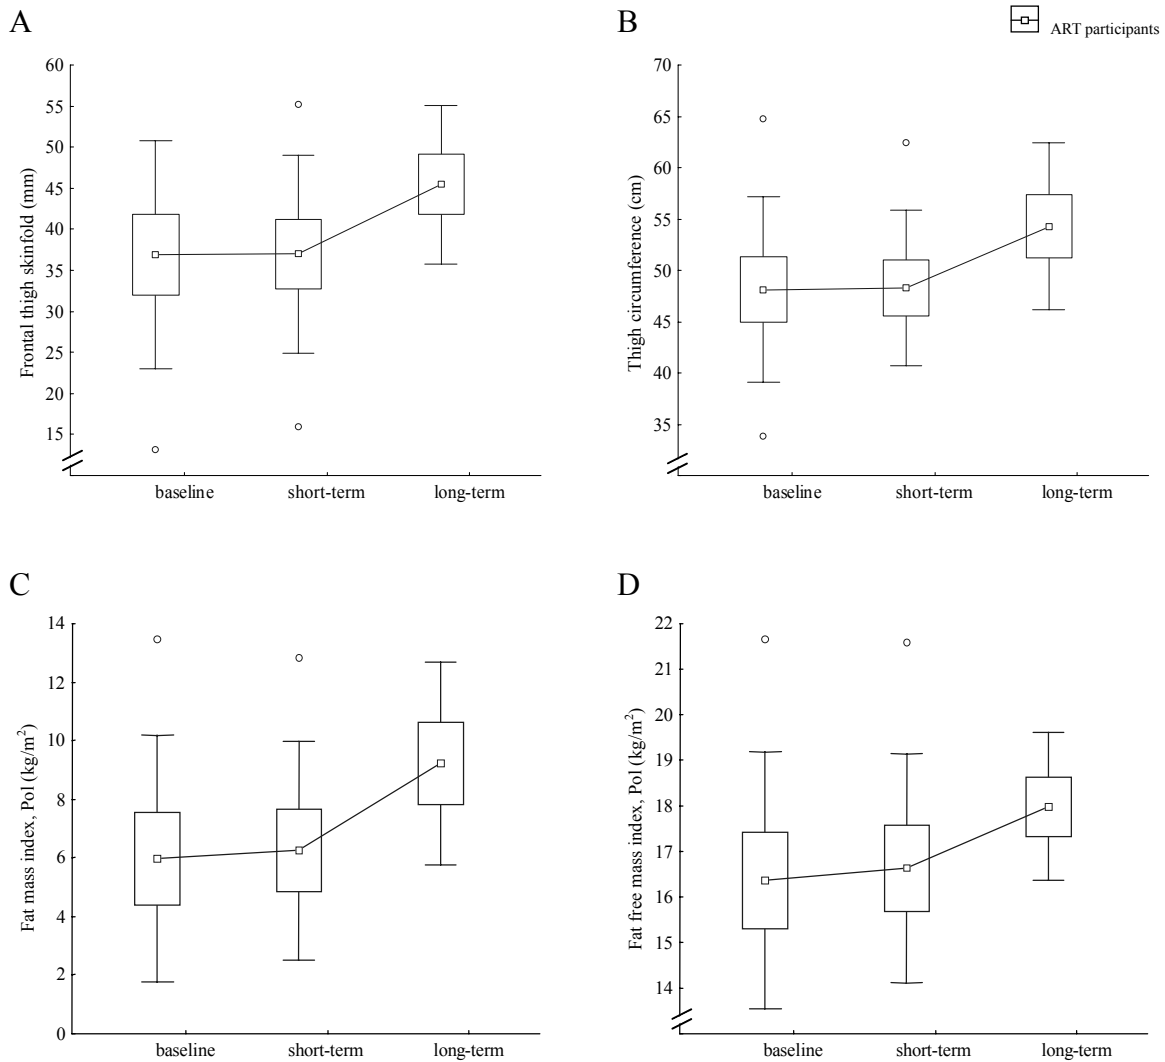 A
B
ART participants
60
55
50
45
40
35
30
25
20
15
Frontal thigh skinfold (mm)
baseline short-term long-term
70
65
60
55
50
45
40
35
Thigh circumference (cm)
baseline short-term long-term
C
D
14
12
10
8
6
4
2
0
Fat mass index, Pol (kg/m²)
baseline short-term long-term
22
21
20
19
18
17
16
15
14
Fat free mass index, Pol (kg/m²)
baseline short-term long-term